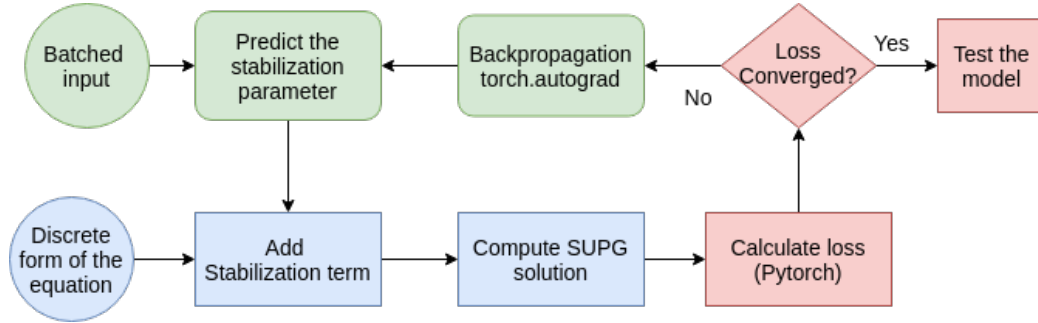 Batched
input
Predict the
stabilization
parameter
Backpropagation
torch.autograd
No
Loss
Converged?
Yes
Test the
model
Discrete
form of the
equation
Add
Stabilization term
Compute SUPG
solution
Calculate loss
(Pytorch)